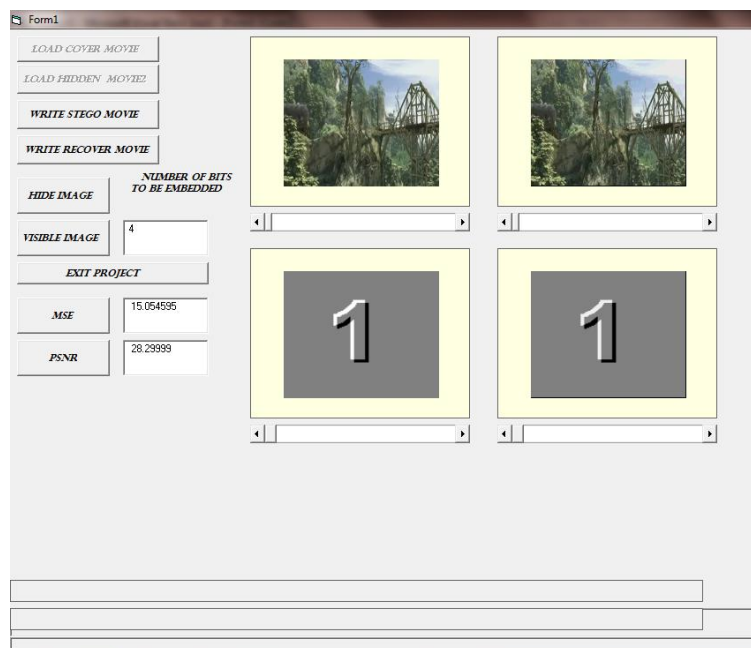 Form1
LOAD COVER MOVIE
LOAD HIDDEN MOVIE2
WRITE STEGO MOVIE
WRITE RECOVER MOVIE
NUMBER OF BITS
TO BE EMBEDDED
HIDE IMAGE
VISIBLE IMAGE
4
EXIT PROJECT
MSE
15.054595
PSNR
28.29999
1
1